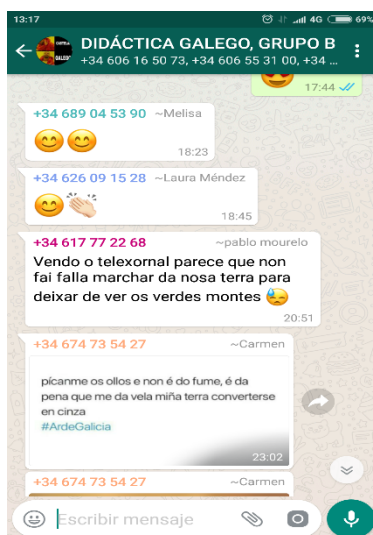 13:17 4G 69%
DIDÁCTICA GALEGO, GRUPO B
+34 606 16 50 73, +34 606 55 31 00, +34 ...
17:44
+34 689 04 53 90 ~Melisa
18:23
+34 626 09 15 28 ~Laura Méndez
18:45
+34 617 77 22 68 ~pablo mourelo
Vendo o telexornal parece que non
fai falla marchar da nosa terra para
deixar de ver os verdes montes
20:51
+34 674 73 54 27 ~Carmen
pícanme os ollos e non é do fume, é da
pena que me da vela miña terra converterse
en cinza
#ArdeGalicia
23:02
+34 674 73 54 27 ~Carmen
Escribir mensaje